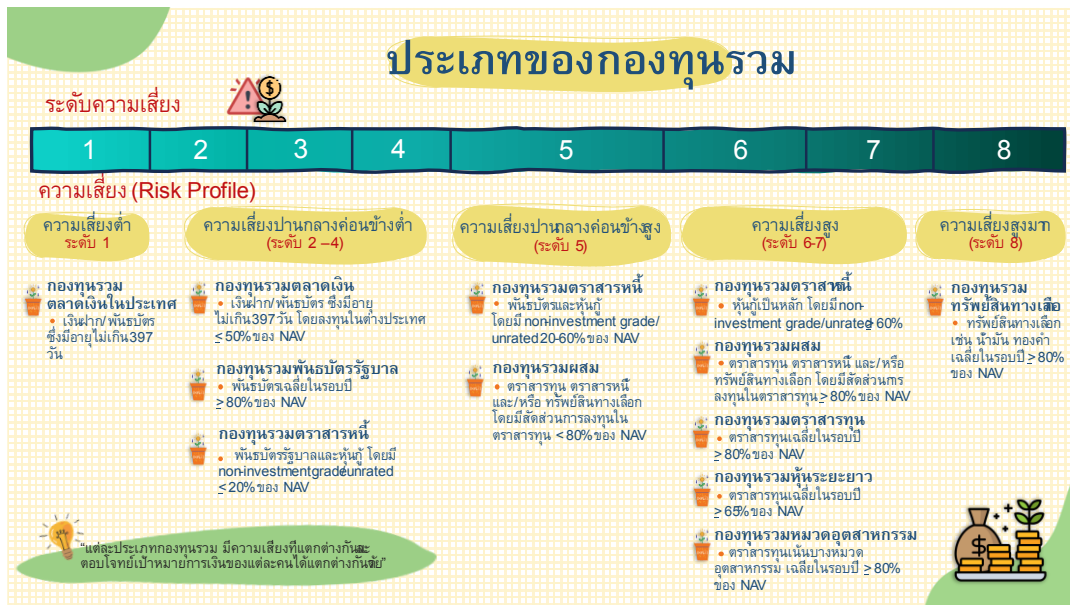 ประเภทของกองทุนรวม
ระดับความเสี่ยง
1 2 3 4 5 6 7 8
ความเสี่ยง (Risk Profile)
ความเสี่ยงต่ำ
ระดับ 1
กองทุนรวม
ตลาดเงินในประเทศ
• เงินฝาก/พันธบัตร
ซึ่งมีอายุไม่เกิน 397
วัน
ความเสี่ยงปานกลางค่อนข้างต่ำ
(ระดับ 2 – 4)
กองทุนรวมตลาดเงิน
• เงินฝาก/พันธบัตร ซึ่งมีอายุ
ไม่เกิน 397 วัน โดยลงทุนในต่างประเทศ
≤ 50% ของ NAV
กองทุนรวมพันธบัตรรัฐบาล
• พันธบัตรเฉลี่ยในรอบปี
≥ 80% ของ NAV
กองทุนรวมตราสารหนี้
• พันธบัตรรัฐบาลและหุ้นกู้ โดยมี
non-investment grade/unrated
≤ 20% ของ NAV
ความเสี่ยงปานกลางค่อนข้างสูง
(ระดับ 5)
กองทุนรวมตราสารหนี้
• พันธบัตรและหุ้นกู้
โดยมี non-investment grade/
unrated 20-60% ของ NAV
กองทุนรวมผสม
• ตราสารทุน ตราสารหนี้
และ/หรือ ทรัพย์สินทางเลือก
โดยมีสัดส่วนการลงทุนใน
ตราสารทุน < 80% ของ NAV
ความเสี่ยงสูง
(ระดับ 6-7)
กองทุนรวมตราสารหนี้
• หุ้นกู้เป็นหลัก โดยมี non-
investment grade/unrated > 60%
กองทุนรวมผสม
• ตราสารทุน ตราสารหนี้ และ/หรือ
ทรัพย์สินทางเลือก โดยมีสัดส่วนการ
ลงทุนในตราสารทุน ≥ 80% ของ NAV
กองทุนรวมตราสารทุน
• ตราสารทุนเฉลี่ยในรอบปี
≥ 80% ของ NAV
กองทุนรวมหุ้นระยะยาว
• ตราสารทุนเฉลี่ยในรอบปี
≥ 65% ของ NAV
กองทุนรวมหมวดอุตสาหกรรม
• ตราสารทุนเน้นบางหมวด
อุตสาหกรรม เฉลี่ยในรอบปี ≥ 80%
ของ NAV
ความเสี่ยงสูงมาก
(ระดับ 8)
กองทุนรวม
ทรัพย์สินทางเลือก
• ทรัพย์สินทางเลือก
เช่น น้ำมัน ทองคำ
เฉลี่ยในรอบปี ≥ 80%
ของ NAV
“แต่ละประเภทกองทุนรวม มีความเสี่ยงที่แตกต่างกันและ
ตอบโจทย์เป้าหมายการเงินของแต่ละคนได้แตกต่างกันด้วย”